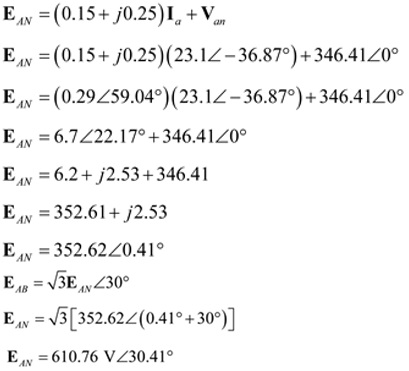 E_AN = (0.15 + j0.25)I_a + V_an
E_AN = (0.15 + j0.25)(23.1∠−36.87°) + 346.41∠0°
E_AN = (0.29∠59.04°)(23.1∠−36.87°) + 346.41∠0°
E_AN = 6.7∠22.17° + 346.41∠0°
E_AN = 6.2 + j2.53 + 346.41
E_AN = 352.61 + j2.53
E_AN = 352.62∠0.41°
E_AB = √3E_AN∠30°
E_AN = √3[352.62∠(0.41° + 30°)]
E_AN = 610.76 V∠30.41°